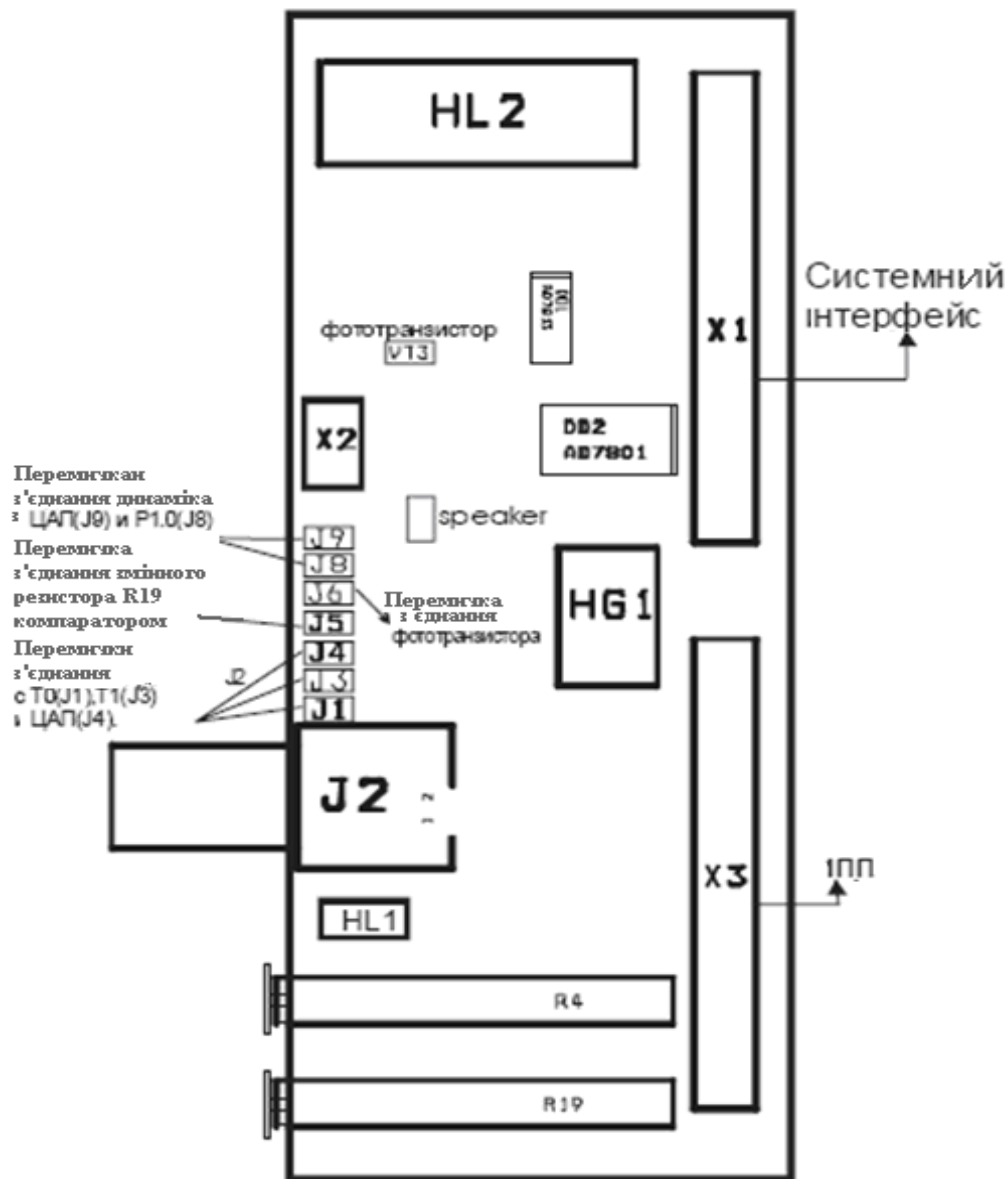 HL2
Системний
інтерфейс
X1
фототранзистор
VT3
X2
DD2
AD7801
speaker
Перемичкан
з'єднання динаміка
з ЦАП(J9) и P1.0(J8)
Перемичка
з'єднання змінного
резистора R19
компаратором
Перемички
з'єднання
с T0(J1),T1(J3)
и ЦАП(J4).
J2
J9
J8
J6
J5
J4
J3
J1
Перемичка
з єднання
фототранзистора
HG1
J2
X3
1ПП
HL1
R4
R19